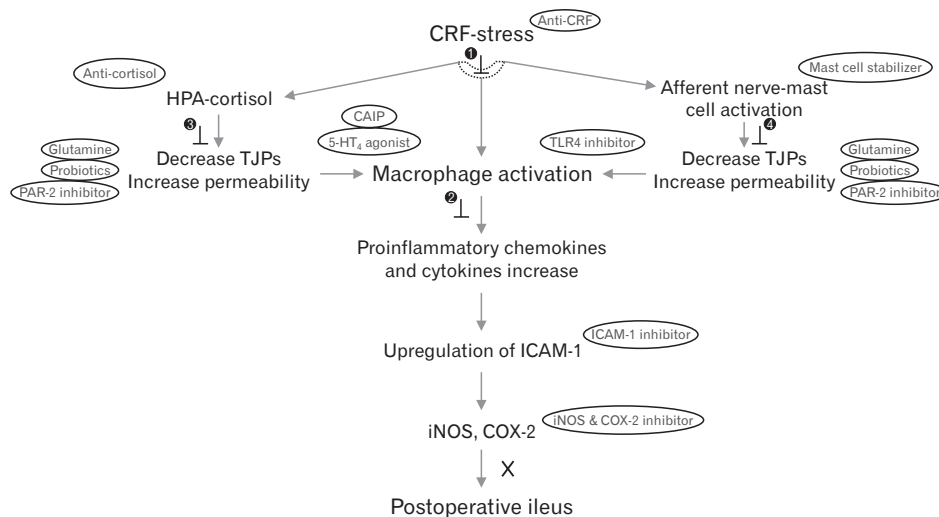 CRF-stress
Anti-CRF
❶
Anti-cortisol
Mast cell stabilizer
HPA-cortisol
Afferent nerve-mast
cell activation
❸
CAIP
5-HT₄ agonist
TLR4 inhibitor
❹
Glutamine
Probiotics
PAR-2 inhibitor
Decrease TJPs
Increase permeability
Macrophage activation
Decrease TJPs
Increase permeability
Glutamine
Probiotics
PAR-2 inhibitor
❷
Proinflammatory chemokines
and cytokines increase
Upregulation of ICAM-1
ICAM-1 inhibitor
iNOS, COX-2
iNOS & COX-2 inhibitor
X
Postoperative ileus